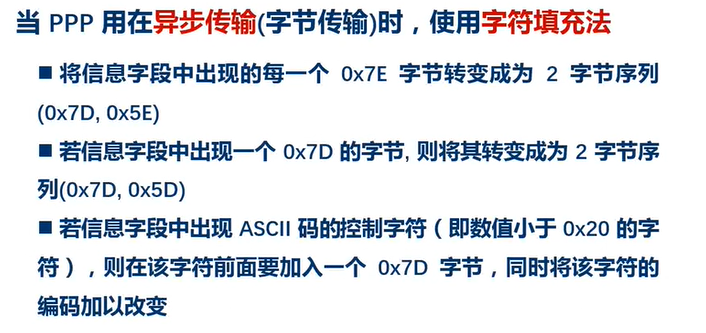 当 PPP 用在异步传输(字节传输)时，使用字符填充法
■ 将信息字段中出现的每一个 0x7E 字节转变成为 2 字节序列
(0x7D, 0x5E)
■ 若信息字段中出现一个 0x7D 的字节, 则将其转变成为 2 字节序
列(0x7D, 0x5D)
■ 若信息字段中出现 ASCII 码的控制字符（即数值小于 0x20 的字
符），则在该字符前面要加入一个 0x7D 字节，同时将该字符的
编码加以改变